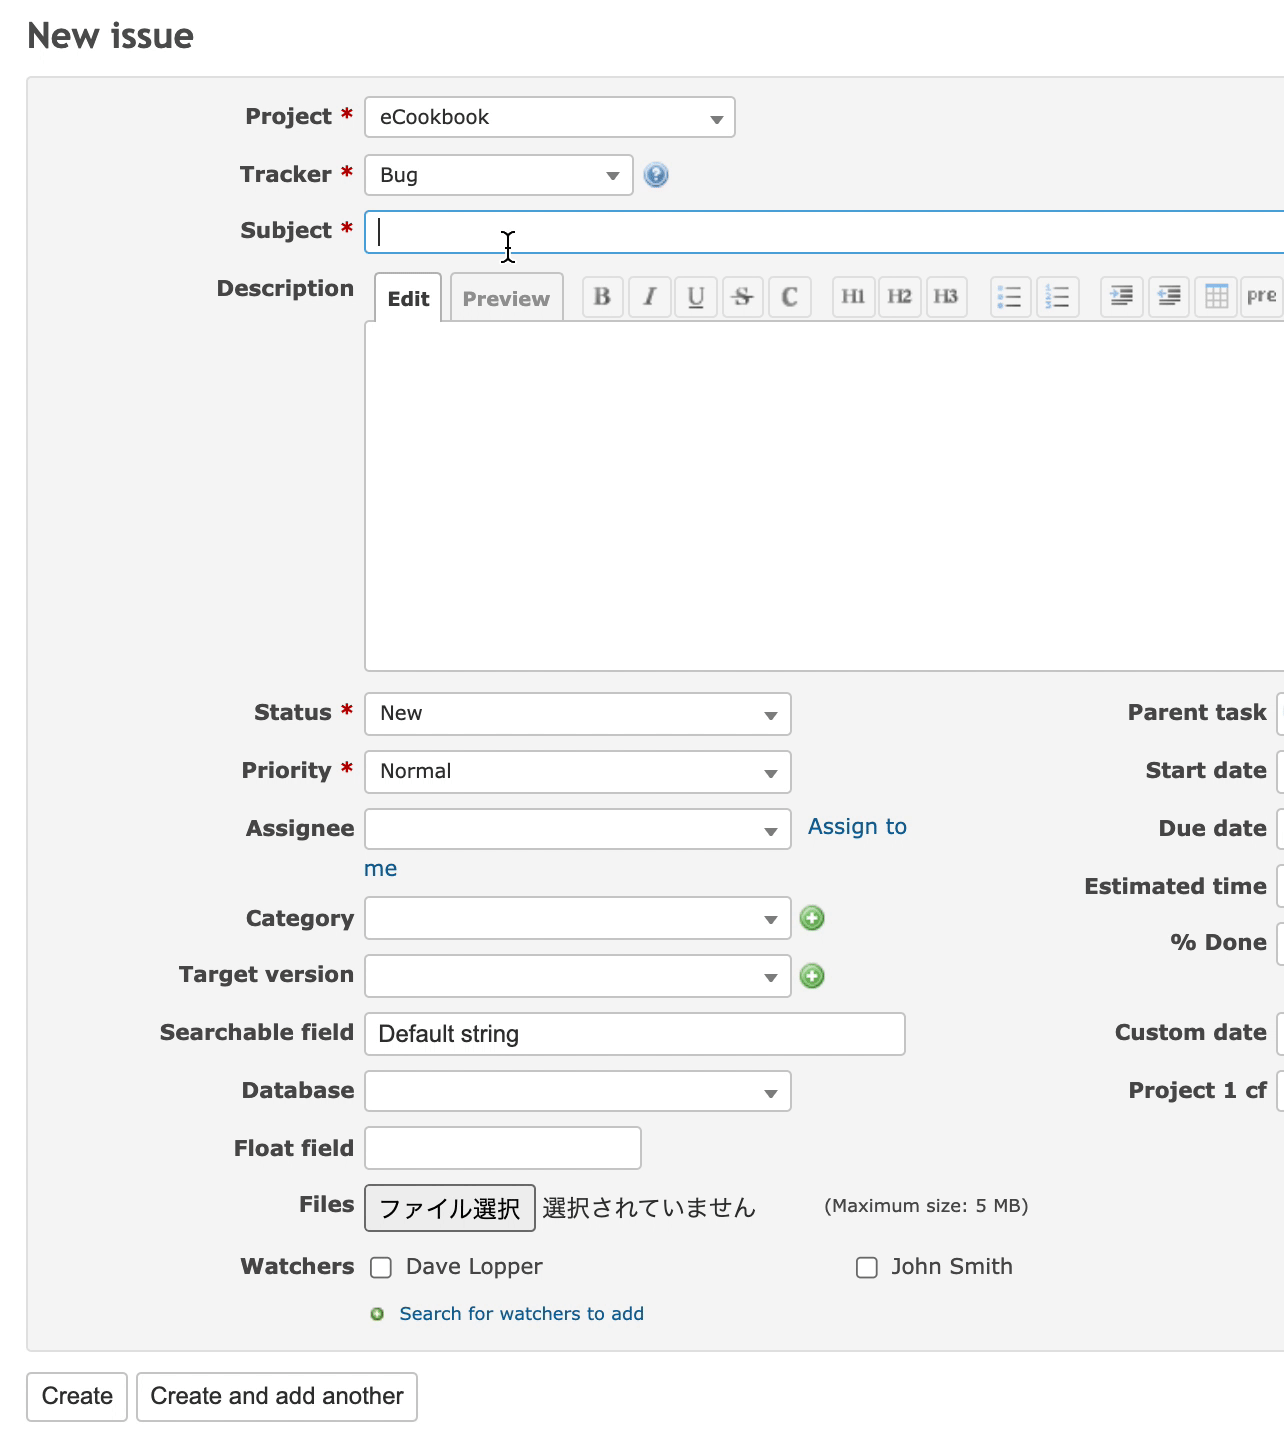 New issue
Project * eCookbook
Tracker * Bug ?
Subject *
Description Edit Preview B I U S C H1 H2 H3 pre
Status * New Parent task
Priority * Normal Start date
Assignee Assign to Due date
me
Estimated time
Category
% Done
Target version
Searchable field Default string Custom date
Database Project 1 cf
Float field
Files ファイル選択 選択されていません (Maximum size: 5 MB)
Watchers Dave Lopper John Smith
Search for watchers to add
Create Create and add another